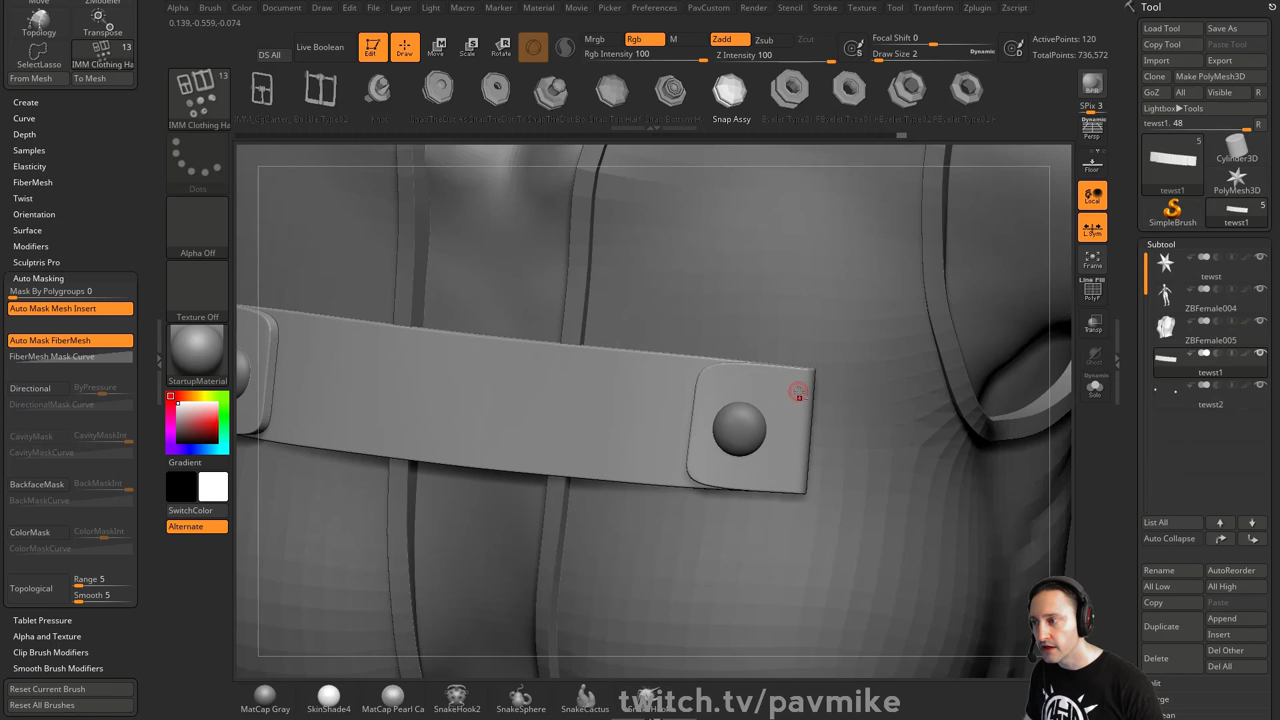 Alpha Brush Color Document Draw Edit File Layer Light Macro Marker Material Movie Picker Preferences PavCustom Render Stencil Stroke Texture Tool Transform Zplugin Zscript
Move ZModeler
Topology Transpose
13
SelectLasso IMM Clothing Ha
From Mesh To Mesh
Create
Curve
Depth
Samples
Elasticity
FiberMesh
Twist
Orientation
Surface
Modifiers
Sculptris Pro
Auto Masking
Mask By Polygroups 0
Auto Mask Mesh Insert
Auto Mask FiberMesh
FiberMesh Mask Curve
Directional ByPressure
DirectionalMaskCurve
CavityMask CavityMaskInt
CavityMaskCurve
BackfaceMask BackMaskInt
BackMaskCurve
ColorMask ColorMaskInt
ColorMaskCurve
Topological Range 5
Smooth 5
Tablet Pressure
Alpha and Texture
Clip Brush Modifiers
Smooth Brush Modifiers
Reset Current Brush
Reset All Brushes
0.139,-0.559,-0.074
DS All Live Boolean Edit Draw Move Scale Rotate
Mrgb Rgb M Zadd Zsub Cut
Rgb Intensity 100 Z Intensity 100
S Focal Shift 0
Draw Size 2 Dynamic
D ActivePoints: 120
TotalPoints: 736,572
13
IMM Clothing Ha
Snap Assy
Dots
Alpha Off
Texture Off
StartupMaterial
Gradient
SwitchColor
Alternate
BPR
SPix 3
Dynamic
Persp
Floor
Local
L.Sym
Frame
Line Fill
PolyF
Transp
Ghost
Dynamic
Solo
MatCap Gray SkinShade4 MatCap Pearl Ca SnakeHook2 SnakeSphere SnakeCactus
twitch.tv/pavmike
Tool
Load Tool Save As
Copy Tool Paste Tool
Import Export
Clone Make PolyMesh3D
GoZ All Visible R
Lightbox▶Tools
tewst1. 48 R
5
Cylinder3D
tewst1 PolyMesh3D
5
SimpleBrush tewst1
Subtool
tewst
ZBFemale004
ZBFemale005
tewst1
tewst2
List All
Auto Collapse
Rename AutoReorder
All Low All High
Copy Paste
Duplicate Append
Insert
Delete Del Other
Del All